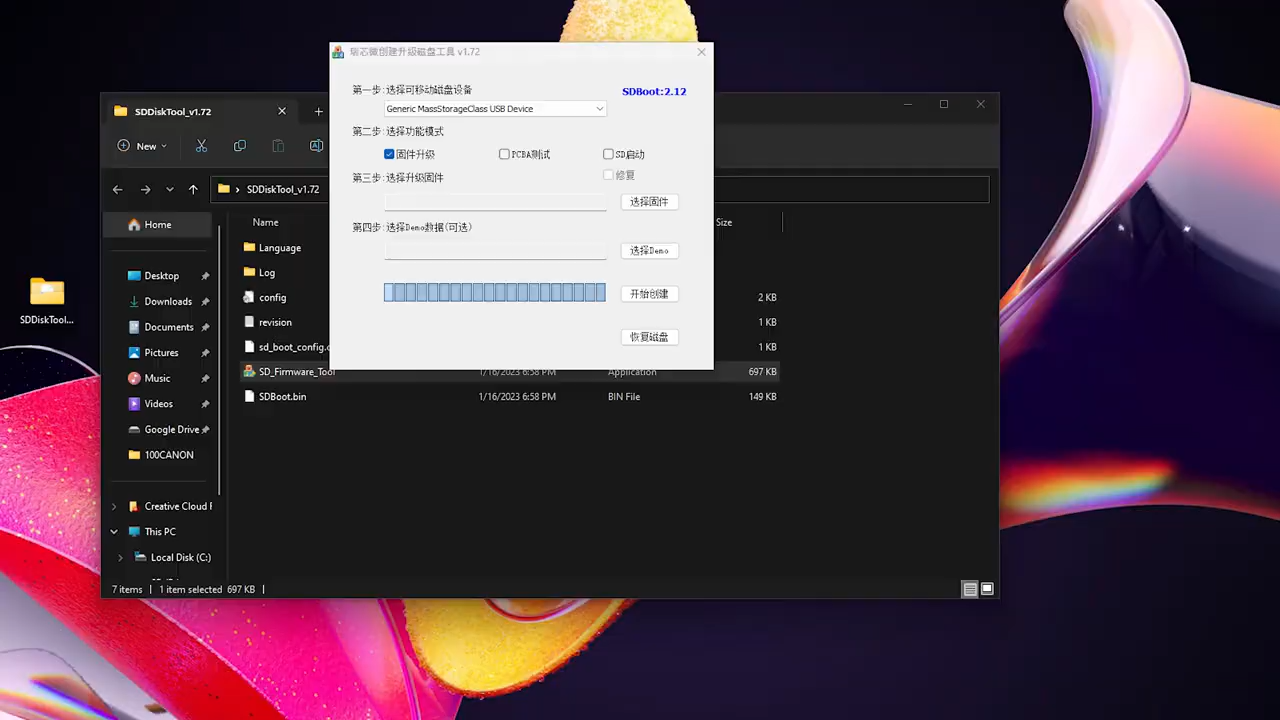 瑞芯微创建升级磁盘工具 v1.72
第一步:选择可移动磁盘设备
SDBoot:2.12
Generic MassStorageClass USB Device
第二步:选择功能模式
固件升级 PCBA测试 SD启动
修复
第三步:选择升级固件
选择固件
第四步:选择Demo数据(可选)
选择Demo
开始创建
恢复磁盘
SDDiskTool_v1.72
New
SDDiskTool_v1.72
Home
Desktop
Downloads
Documents
Pictures
Music
Videos
Google Drive
100CANON
Creative Cloud F
This PC
Local Disk (C:)
Name Size
Language
Log
config 2 KB
revision 1 KB
sd_boot_config.c 1 KB
SD_Firmware_Tool 1/16/2023 6:58 PM Application 697 KB
SDBoot.bin 1/16/2023 6:58 PM BIN File 149 KB
7 items 1 item selected 697 KB
SDDiskTool...